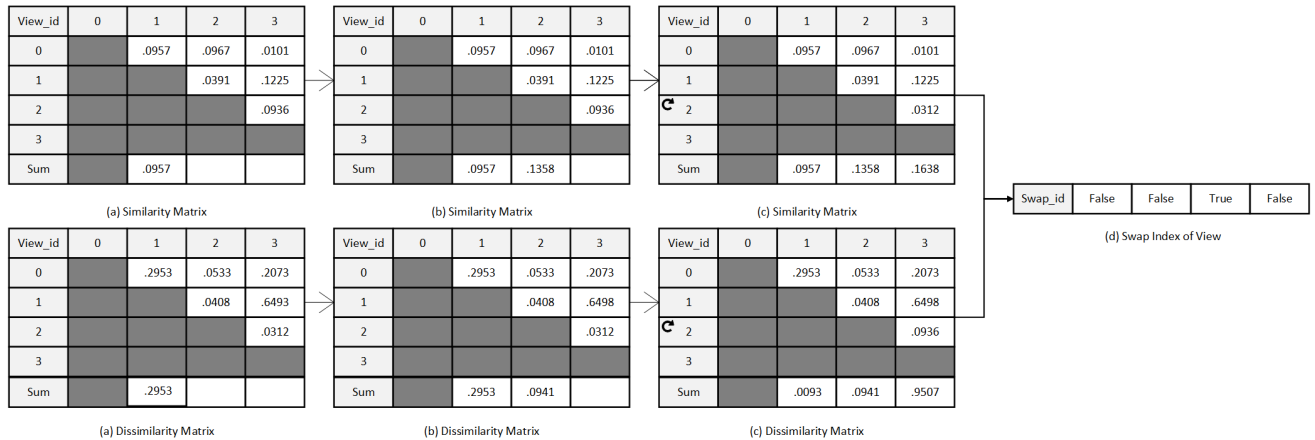 View_id 0 1 2 3
0 .0957 .0967 .0101
1 .0391 .1225
2 .0936
3
Sum .0957
(a) Similarity Matrix
View_id 0 1 2 3
0 .0957 .0967 .0101
1 .0391 .1225
2 .0936
3
Sum .0957 .1358
(b) Similarity Matrix
View_id 0 1 2 3
0 .0957 .0967 .0101
1 .0391 .1225
2 .0312
3
Sum .0957 .1358 .1638
(c) Similarity Matrix
Swap_id False False True False
(d) Swap Index of View
View_id 0 1 2 3
0 .2953 .0533 .2073
1 .0408 .6493
2 .0312
3
Sum .2953
(a) Dissimilarity Matrix
View_id 0 1 2 3
0 .2953 .0533 .2073
1 .0408 .6498
2 .0312
3
Sum .2953 .0941
(b) Dissimilarity Matrix
View_id 0 1 2 3
0 .2953 .0533 .2073
1 .0408 .6498
2 .0936
3
Sum .0093 .0941 .9507
(c) Dissimilarity Matrix